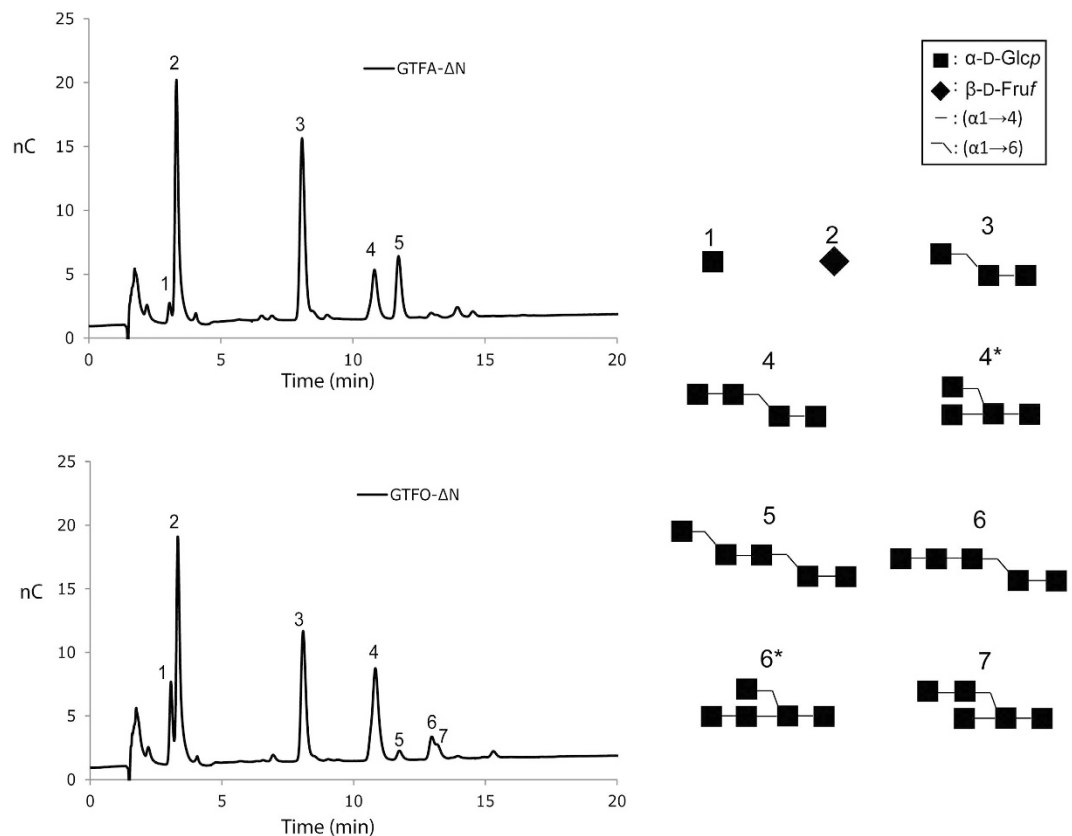 25
20
15
nC
10
5
0
1
2
3
4
5
GTFA-ΔN
0 5 10 15 20
Time (min)
25
20
15
nC
10
5
0
1
2
3
4
5
6
7
GTFO-ΔN
0 5 10 15 20
Time (min)
: α-D-Glcp
: β-D-Fruf
: (α1→4)
: (α1→6)
1 2 3
4 4*
5 6
6* 7